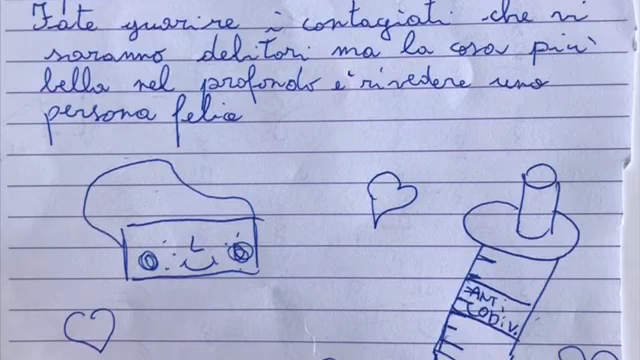 Fate guarire i contagiati che vi
saranno debitori ma la cosa più
bella nel profondo è rivedere una
persona felice
ANTI
CODIV.